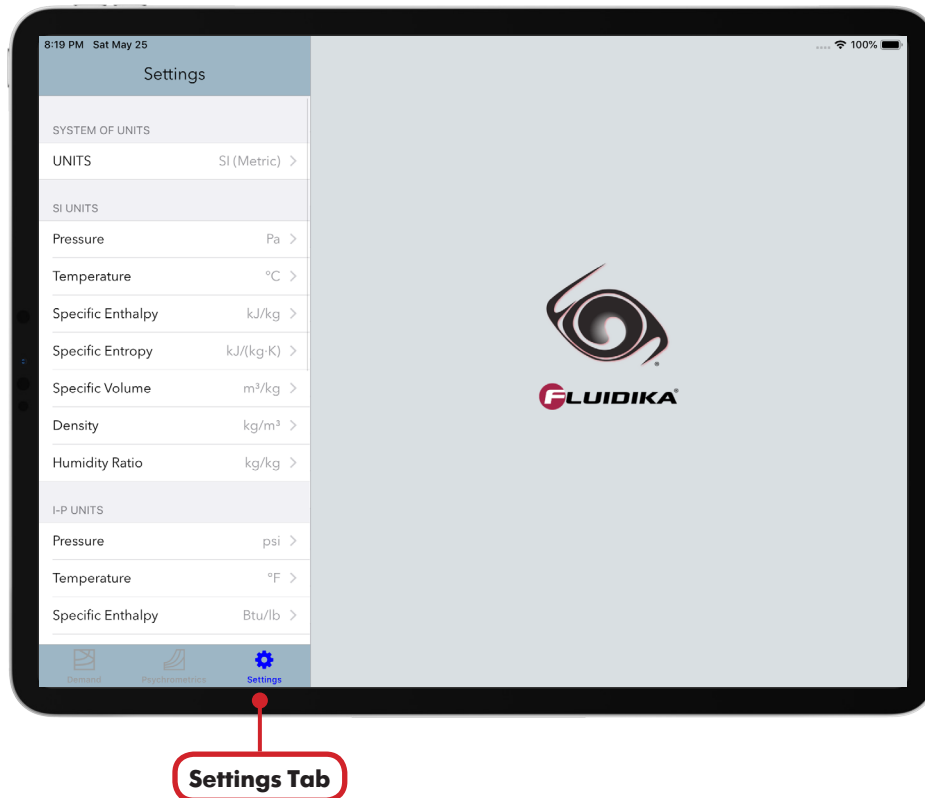 8:19 PM Sat May 25
100%
Settings
SYSTEM OF UNITS
UNITS SI (Metric)
SI UNITS
Pressure Pa
Temperature °C
Specific Enthalpy kJ/kg
Specific Entropy kJ/(kg·K)
Specific Volume m³/kg
Density kg/m³
Humidity Ratio kg/kg
I-P UNITS
Pressure psi
Temperature °F
Specific Enthalpy Btu/lb
Demand Psychrometrics Settings
FLUIDIKA
Settings Tab